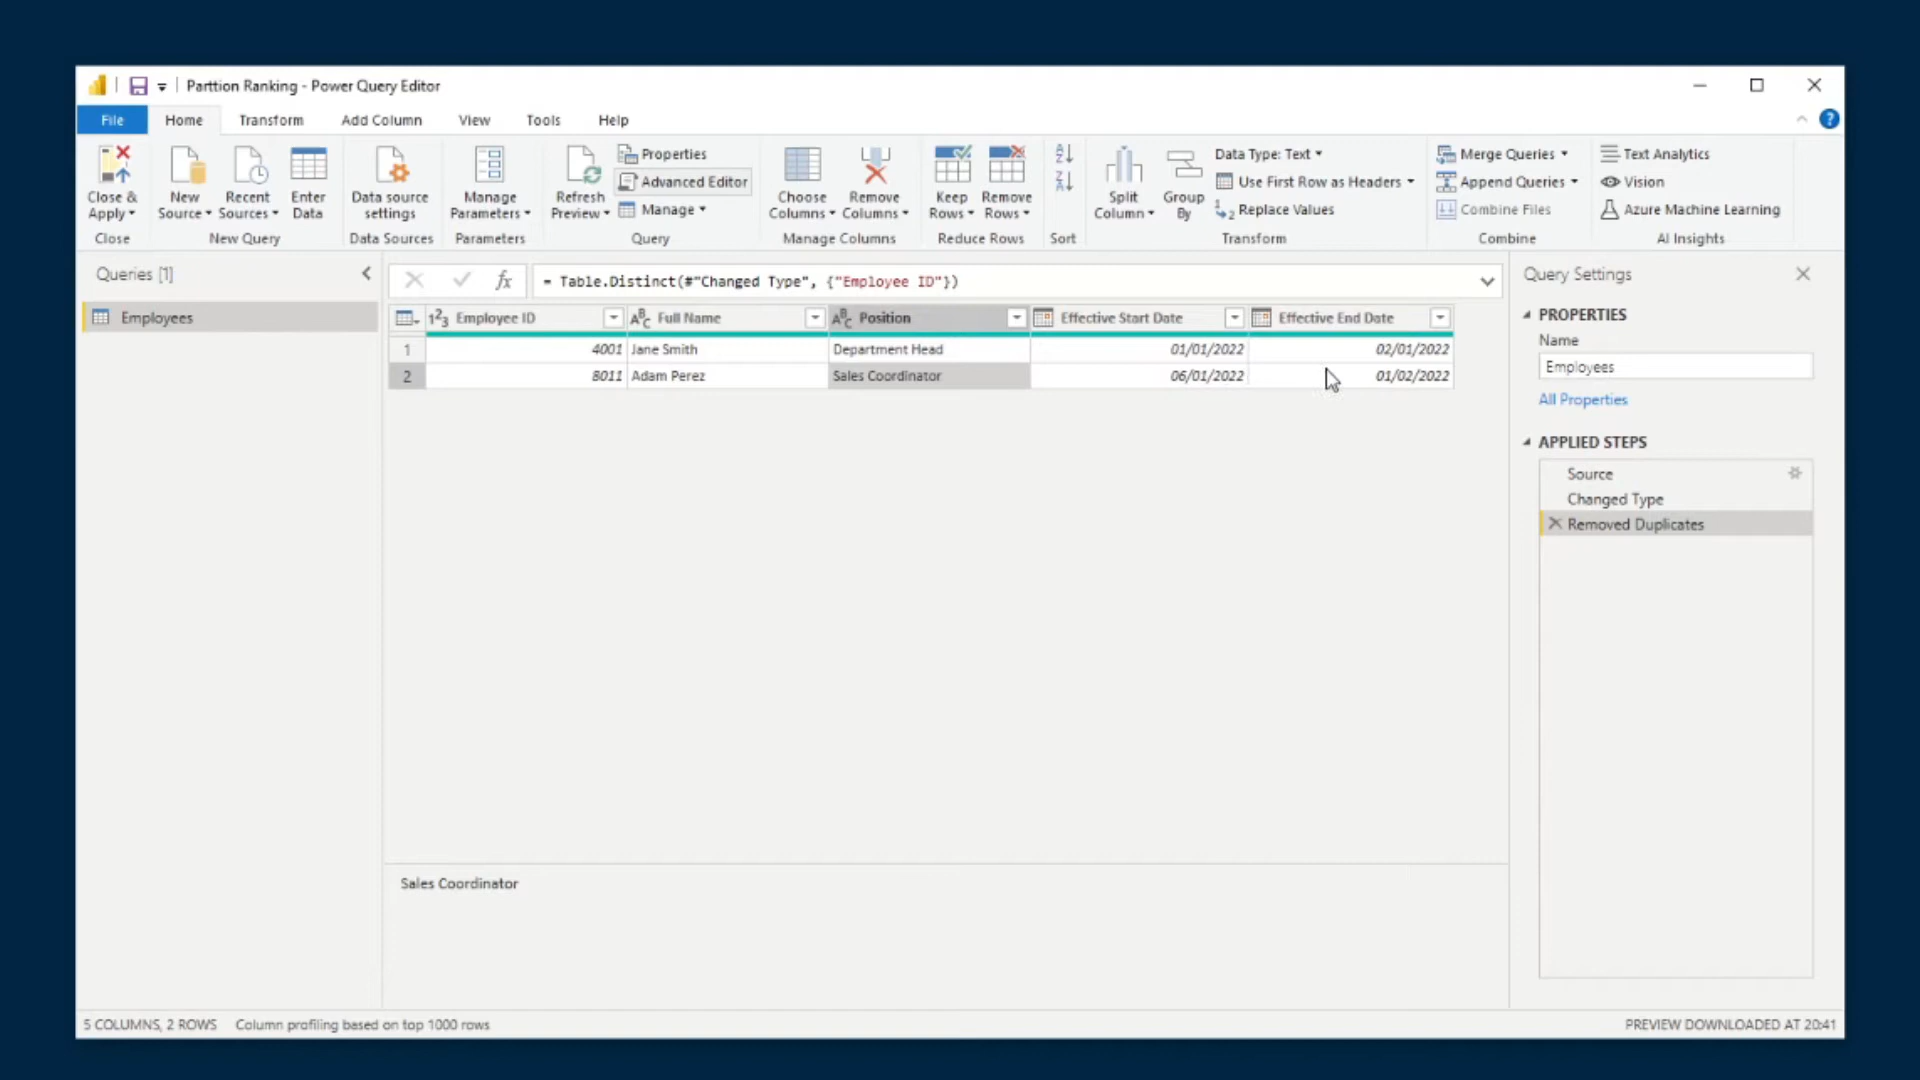 Parttion Ranking - Power Query Editor
File Home Transform Add Column View Tools Help
Close & Apply
Close
New Source
Recent Sources
Enter Data
New Query
Data source settings
Data Sources
Manage Parameters
Parameters
Refresh Preview
Properties
Advanced Editor
Manage
Query
Choose Columns
Remove Columns
Manage Columns
Keep Rows
Remove Rows
Reduce Rows
Sort
Split Column
Group By
Data Type: Text
Use First Row as Headers
Replace Values
Transform
Merge Queries
Append Queries
Combine Files
Combine
Text Analytics
Vision
Azure Machine Learning
AI Insights
Queries [1]
Employees
fx = Table.Distinct(#"Changed Type", {"Employee ID"})
Employee ID Full Name Position Effective Start Date Effective End Date
1 4001 Jane Smith Department Head 01/01/2022 02/01/2022
2 8011 Adam Perez Sales Coordinator 06/01/2022 01/02/2022
Sales Coordinator
Query Settings
PROPERTIES
Name
Employees
All Properties
APPLIED STEPS
Source
Changed Type
Removed Duplicates
5 COLUMNS, 2 ROWS Column profiling based on top 1000 rows
PREVIEW DOWNLOADED AT 20:41